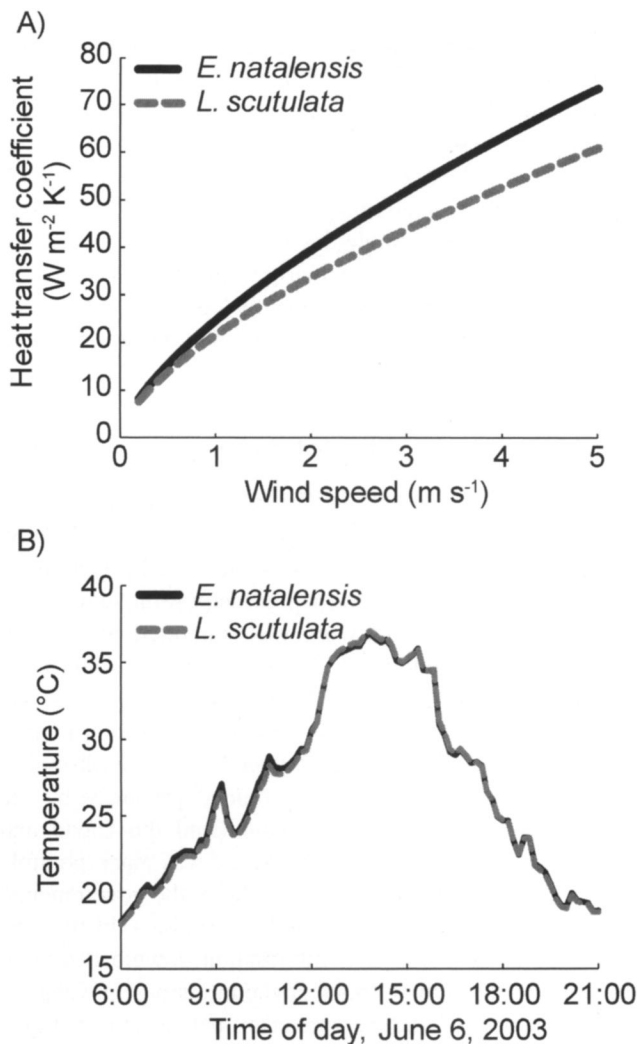 A)
80
70
60
50
40
30
20
10
0
Heat transfer coefficient
(W m-2 K-1)
E. natalensis
L. scutulata
0 1 2 3 4 5
Wind speed (m s-1)
B)
40
35
30
25
20
15
Temperature (°C)
E. natalensis
L. scutulata
6:00 9:00 12:00 15:00 18:00 21:00
Time of day, June 6, 2003